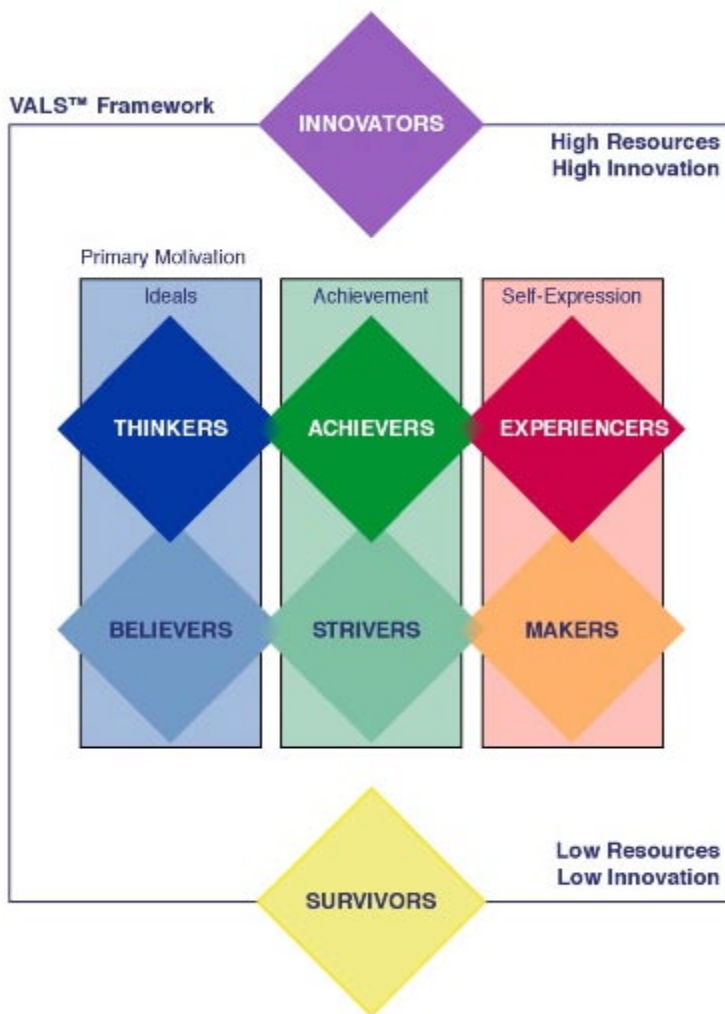 VALS™ Framework
INNOVATORS
High Resources
High Innovation
Primary Motivation
Ideals
Achievement
Self-Expression
THINKERS
ACHIEVERS
EXPERIENCERS
BELIEVERS
STRIVERS
MAKERS
Low Resources
Low Innovation
SURVIVORS